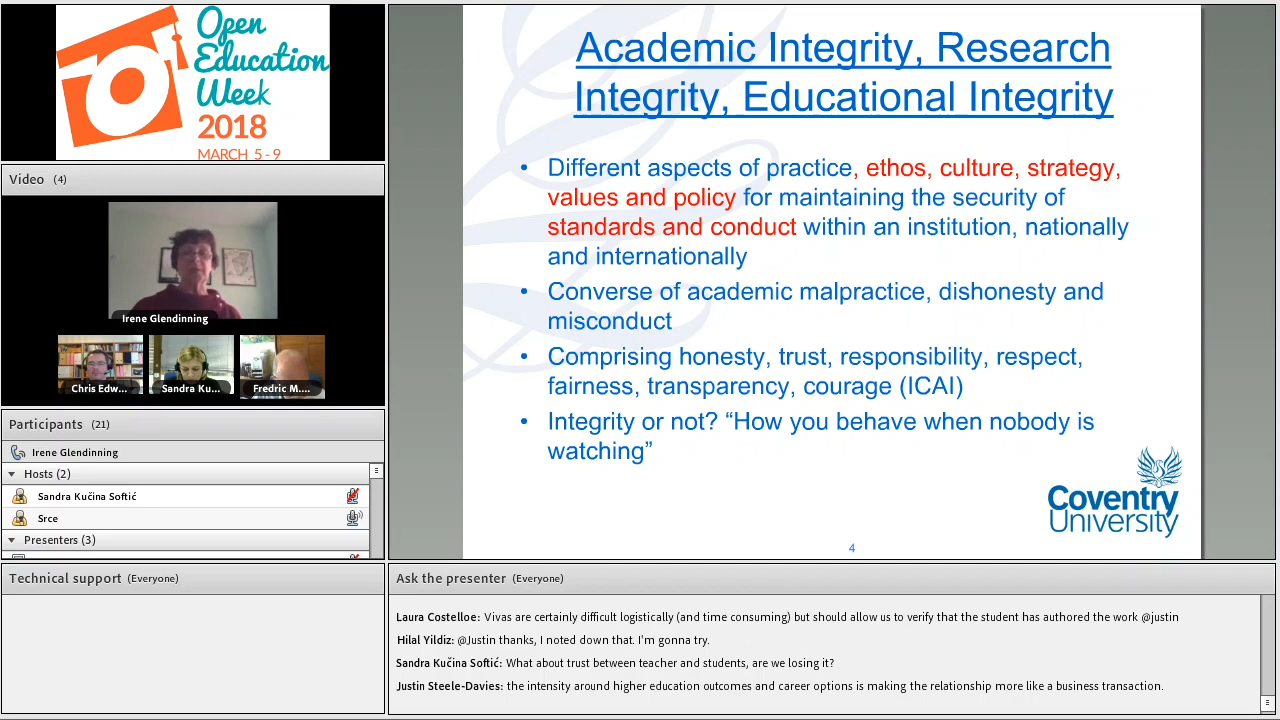 Open
Education
Week
2018
MARCH 5-9
Video (4)
Irene Glendinning
Chris Edw...
Sandra Ku...
Fredric M....
Participants (21)
Irene Glendinning
Hosts (2)
Sandra Kučina Softić
Srce
Presenters (3)
Technical support (Everyone)
Academic Integrity, Research
Integrity, Educational Integrity
• Different aspects of practice, ethos, culture, strategy,
values and policy for maintaining the security of
standards and conduct within an institution, nationally
and internationally
• Converse of academic malpractice, dishonesty and
misconduct
• Comprising honesty, trust, responsibility, respect,
fairness, transparency, courage (ICAI)
• Integrity or not? “How you behave when nobody is
watching”
Coventry
University
4
Ask the presenter (Everyone)
Laura Costelloe: Vivas are certainly difficult logistically (and time consuming) but should allow us to verify that the student has authored the work @justin
Hilal Yildiz: @Justin thanks, I noted down that. I'm gonna try.
Sandra Kučina Softić: What about trust between teacher and students, are we losing it?
Justin Steele-Davies: the intensity around higher education outcomes and career options is making the relationship more like a business transaction.